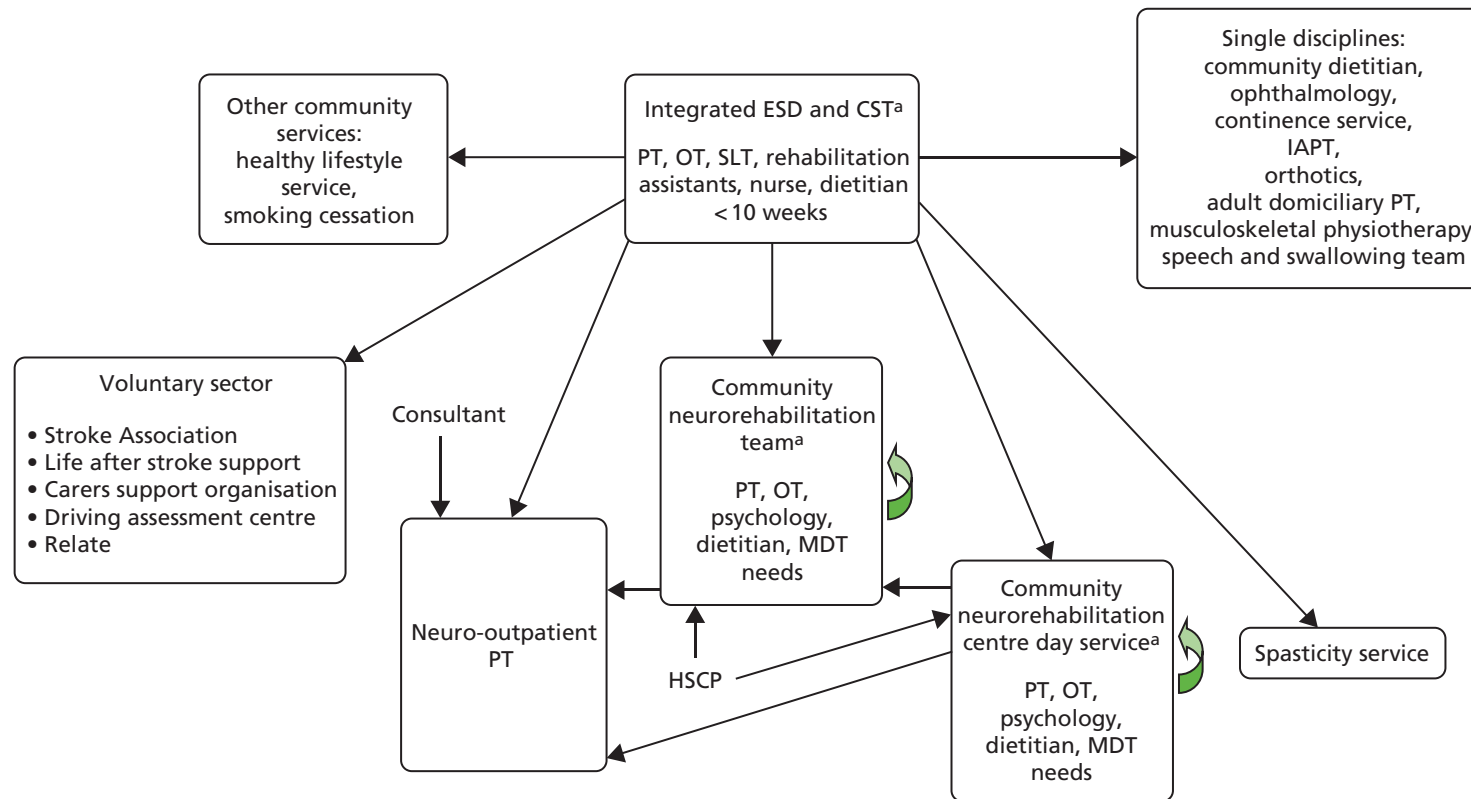 Other community
services:
healthy lifestyle
service,
smoking cessation
Integrated ESD and CSTa
PT, OT, SLT, rehabilitation
assistants, nurse, dietitian
<10 weeks
Single disciplines:
community dietitian,
ophthalmology,
continence service,
IAPT,
orthotics,
adult domiciliary PT,
musculoskeletal physiotherapy
speech and swallowing team
Voluntary sector
• Stroke Association
• Life after stroke support
• Carers support organisation
• Driving assessment centre
• Relate
Consultant
Neuro-outpatient
PT
Community
neurorehabilitation
teama
PT, OT,
psychology,
dietitian, MDT
needs
HSCP
Community
neurorehabilitation
centre day servicea
PT, OT,
psychology,
dietitian, MDT
needs
Spasticity service